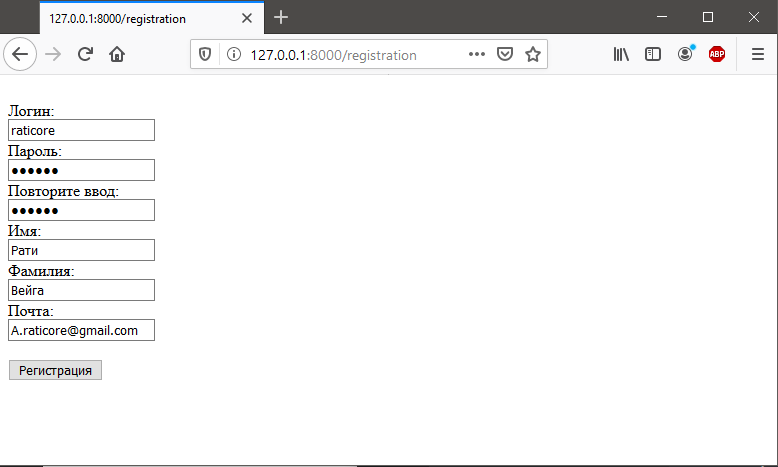 127.0.0.1:8000/registration
127.0.0.1:8000/registration
ABP
Логин:
raticore
Пароль:
●●●●●●
Повторите ввод:
●●●●●●
Имя:
Рати
Фамилия:
Вейга
Почта:
A.raticore@gmail.com
Регистрация